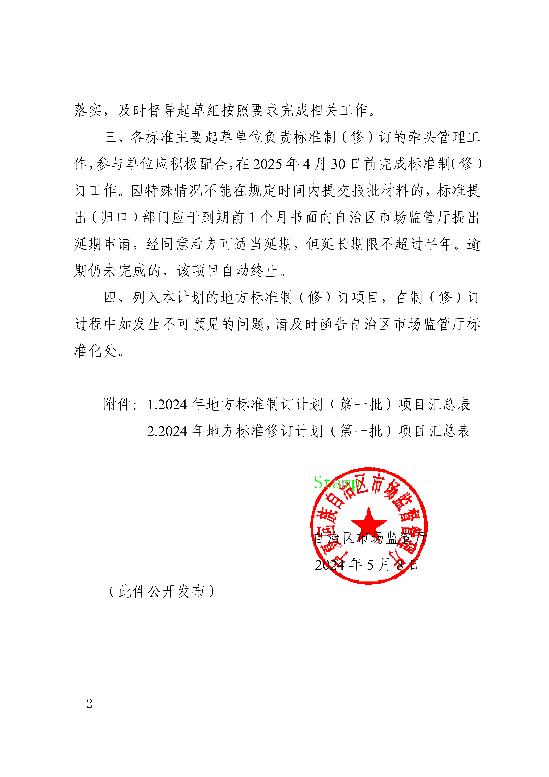 落实，及时督导起草组按照要求完成相关工作。
三、各标准主要起草单位负责标准制（修）订的牵头管理工
作，参与单位应积极配合，在2025年4月30日前完成标准制（修）
订工作。因特殊情况不能在规定时间内提交报批材料的，标准提
出（归口）部门应于到期前1个月书面向自治区市场监管厅提出
延期申请，经同意后方可适当延期，但延长期限不超过半年。逾
期仍未完成的，该项目自动终止。
四、列入本计划的地方标准制（修）订项目，在制（修）订
过程中如发生不可预见的问题，请及时函告自治区市场监管厅标
准化处。
附件：1.2024年地方标准制订计划（第一批）项目汇总表
2.2024年地方标准修订计划（第一批）项目汇总表
Stamp
宁夏回族自治区市场监督管理厅
自治区市场监管厅
2024年5月8日
（此件公开发布）
2